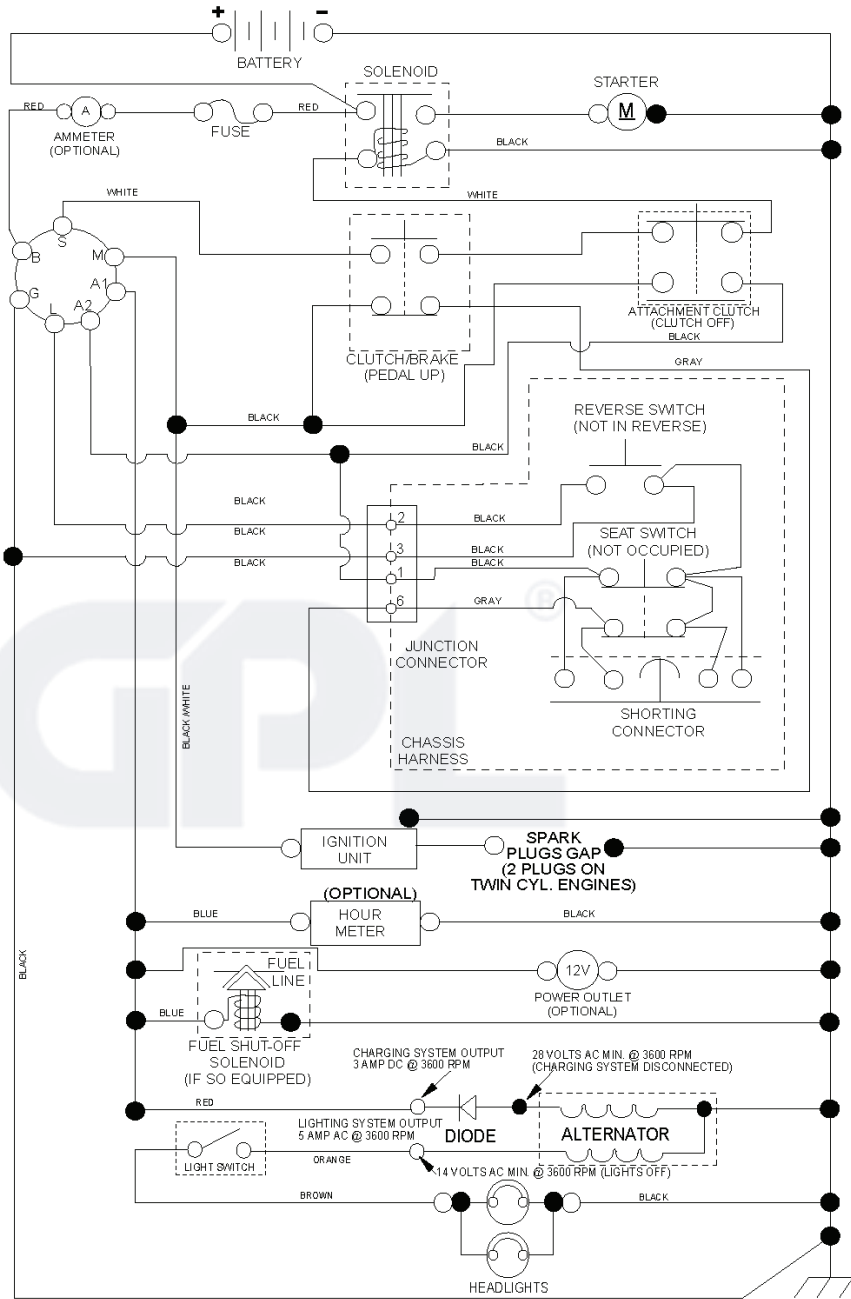 + −
BATTERY
SOLENOID
STARTER
RED
A
RED
M
AMMETER
(OPTIONAL)
FUSE
BLACK
WHITE
WHITE
S
B
M
G
A1
L
A2
ATTACHMENT CLUTCH
(CLUTCH OFF)
BLACK
CLUTCH/BRAKE
(PEDAL UP)
GRAY
BLACK
REVERSE SWITCH
(NOT IN REVERSE)
BLACK
BLACK
2
BLACK
BLACK
SEAT SWITCH
(NOT OCCUPIED)
3
BLACK
BLACK
BLACK
1
6
GRAY
®
JUNCTION
CONNECTOR
GPL
BLACK/WHITE
SHORTING
CONNECTOR
CHASSIS
HARNESS
IGNITION
UNIT
SPARK
PLUGS GAP
(2 PLUGS ON
TWIN CYL. ENGINES)
(OPTIONAL)
BLUE
HOUR
METER
BLACK
BLACK
FUEL
LINE
12V
POWER OUTLET
(OPTIONAL)
BLUE
FUEL SHUT-OFF
SOLENOID
(IF SO EQUIPPED)
CHARGING SYSTEM OUTPUT
3 AMP DC @ 3600 RPM
28 VOLTS AC MIN. @ 3600 RPM
(CHARGING SYSTEM DISCONNECTED)
RED
LIGHTING SYSTEM OUTPUT
5 AMP AC @ 3600 RPM
DIODE
ALTERNATOR
LIGHT SWITCH
ORANGE
14 VOLTS AC MIN. @ 3600 RPM (LIGHTS OFF)
BROWN
BLACK
HEADLIGHTS